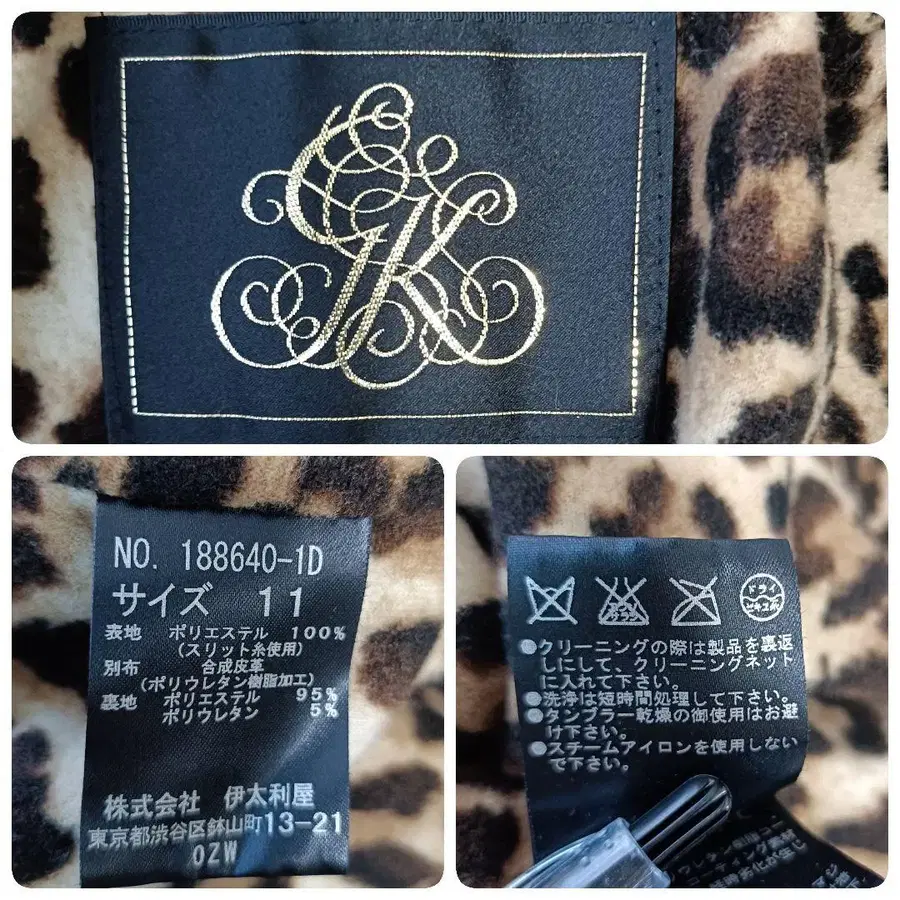 GK
NO. 188640-1D
サイズ 11
表地 ポリエステル 100%
(スリット糸使用)
別布 合成皮革
(ポリウレタン樹脂加工)
裏地 ポリエステル 95%
ポリウレタン 5%
株式会社 伊太利屋
東京都渋谷区鉢山町13-21
OZW
ドライ
セキユ系
●クリーニングの際は製品を裏返
しにして、クリーニングネット
に入れて下さい。
●洗浄は短時間処理して下さい。
●タンブラー乾燥の御使用はお避
け下さい。
●スチームアイロンを使用しない
で下さい。